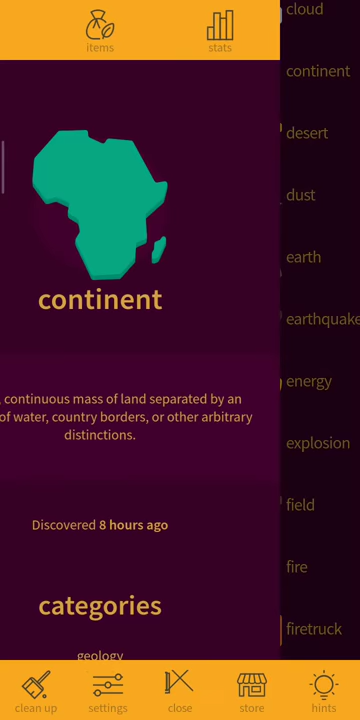 items
stats
continent
, continuous mass of land separated by an
of water, country borders, or other arbitrary
distinctions.
Discovered 8 hours ago
categories
geology
cloud
continent
desert
dust
earth
earthquake
energy
explosion
field
fire
firetruck
clean up
settings
close
store
hints